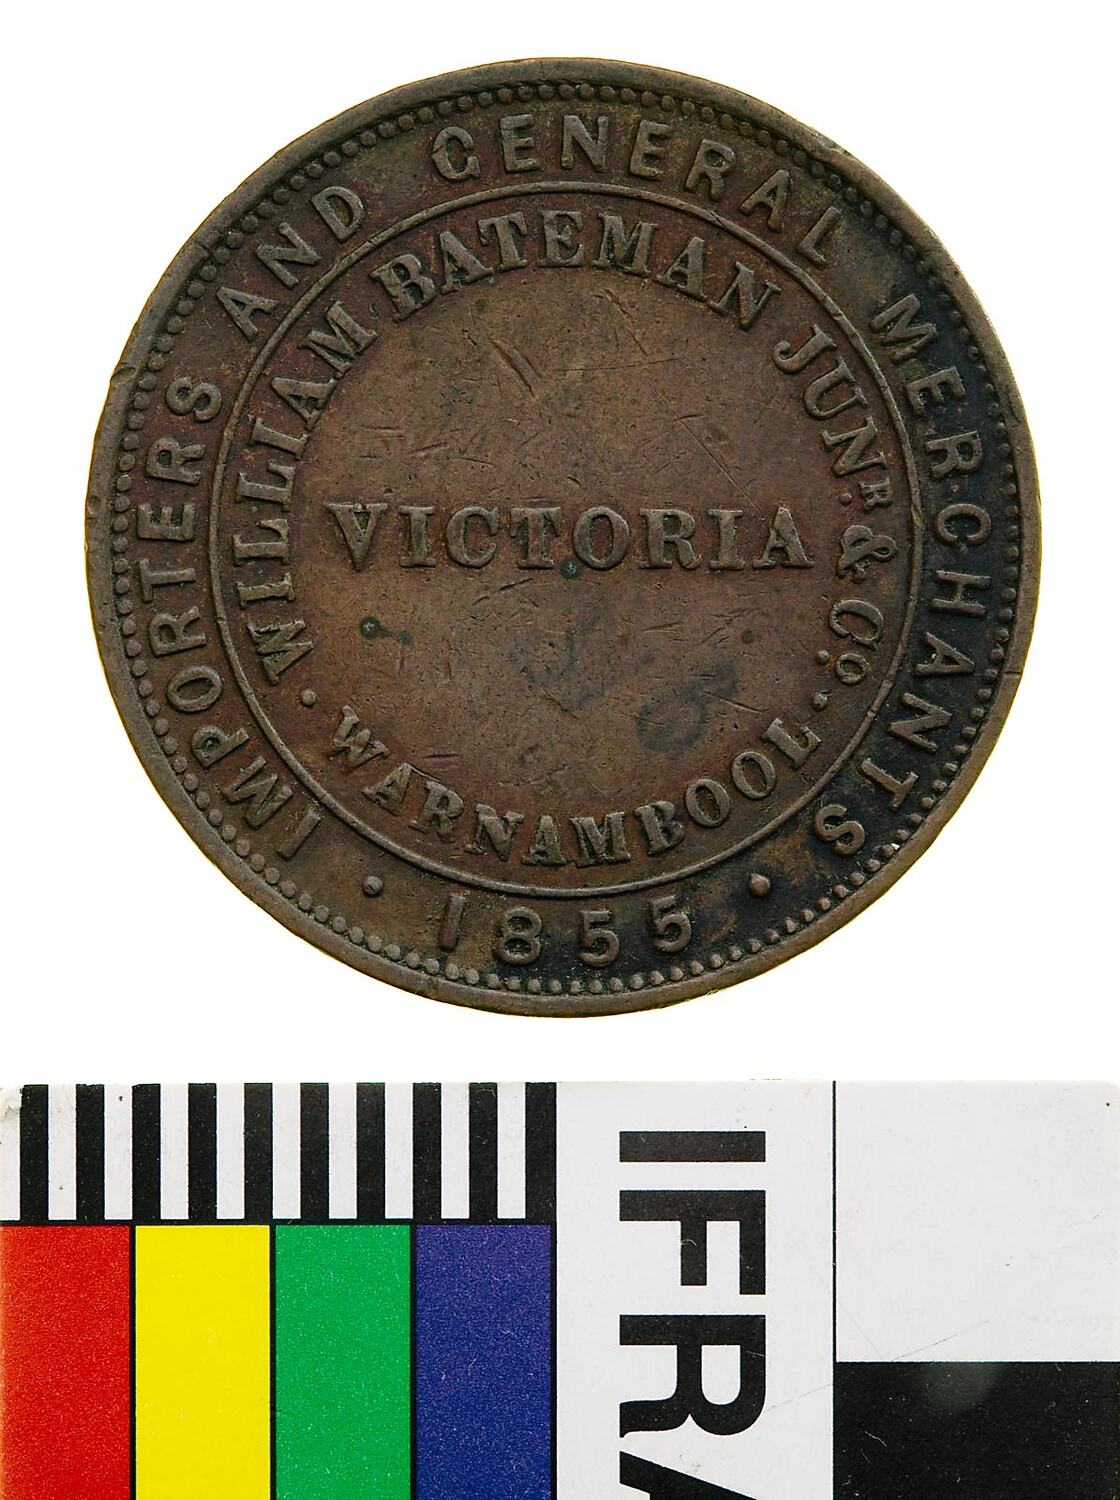 IMPORTERS AND GENERAL MERCHANTS
· 1855 ·
WILLIAM BATEMAN JUNR. & Co.
· WARNAMBOOL ·
VICTORIA
IFRA